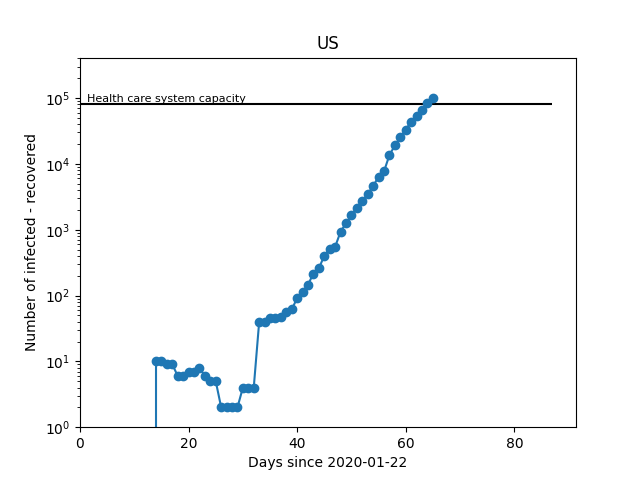 US
Health care system capacity
Number of infected - recovered
10^5
10^4
10^3
10^2
10^1
10^0
0 20 40 60 80
Days since 2020-01-22